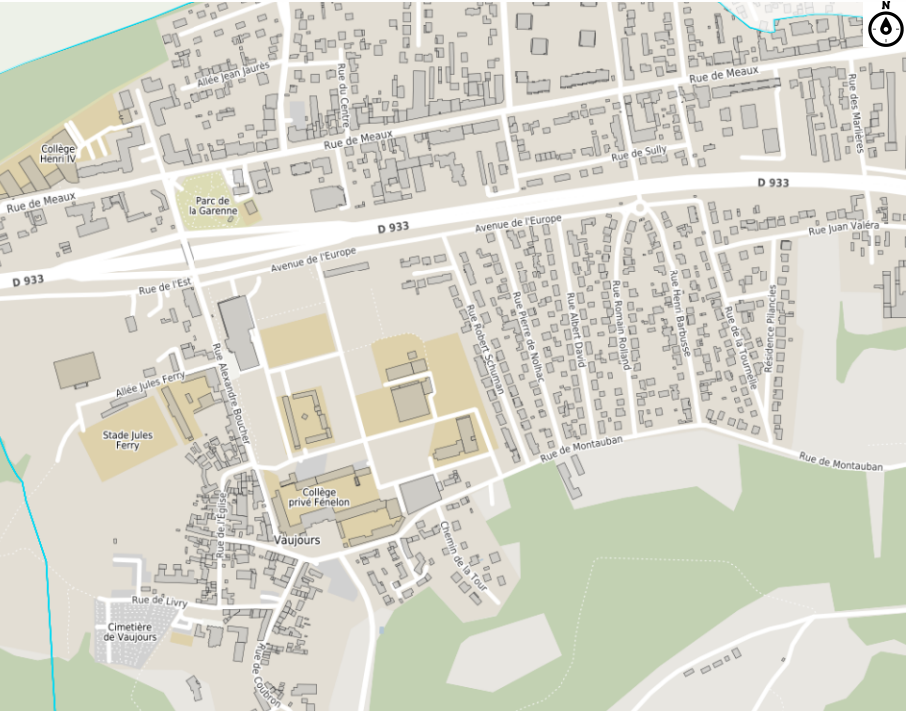 N
Rue de Meaux
Allée Jean Jaurés
Rue du Centre
Rue des Marlières
Rue de Meaux
Collège
Henri IV
Rue de Sully
D 933
Rue de Meaux
Parc de
la Garenne
D 933
Avenue de l'Europe
Rue Juan Valéra
Avenue de l'Europe
D 933
Rue de l'Est
Rue Robert Schuman
Rue Pierre de Nolhac
Rue Albert David
Rue Romain Rolland
Rue Henri Barbusse
Rue de la Tournelle
Résidence Pliancies
Rue Alexandre Boucher
Allée Jules Ferry
Stade Jules
Ferry
Rue de Montauban
Rue de Montauban
Collège
privé Fénelon
Rue de l'Église
Vaujours
Chemin de la Tour
Rue de Livry
Cimetière
de Vaujours
Rue de Coubron